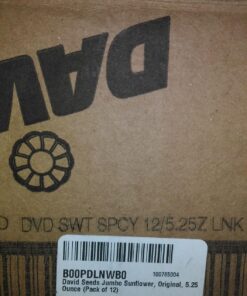 DAV
D DVD SWT SPCY 12/5.25Z LNK
B00PDLNWB0 100765004
David Seeds Jumbo Sunflower, Original, 5.25
Ounce (Pack of 12)